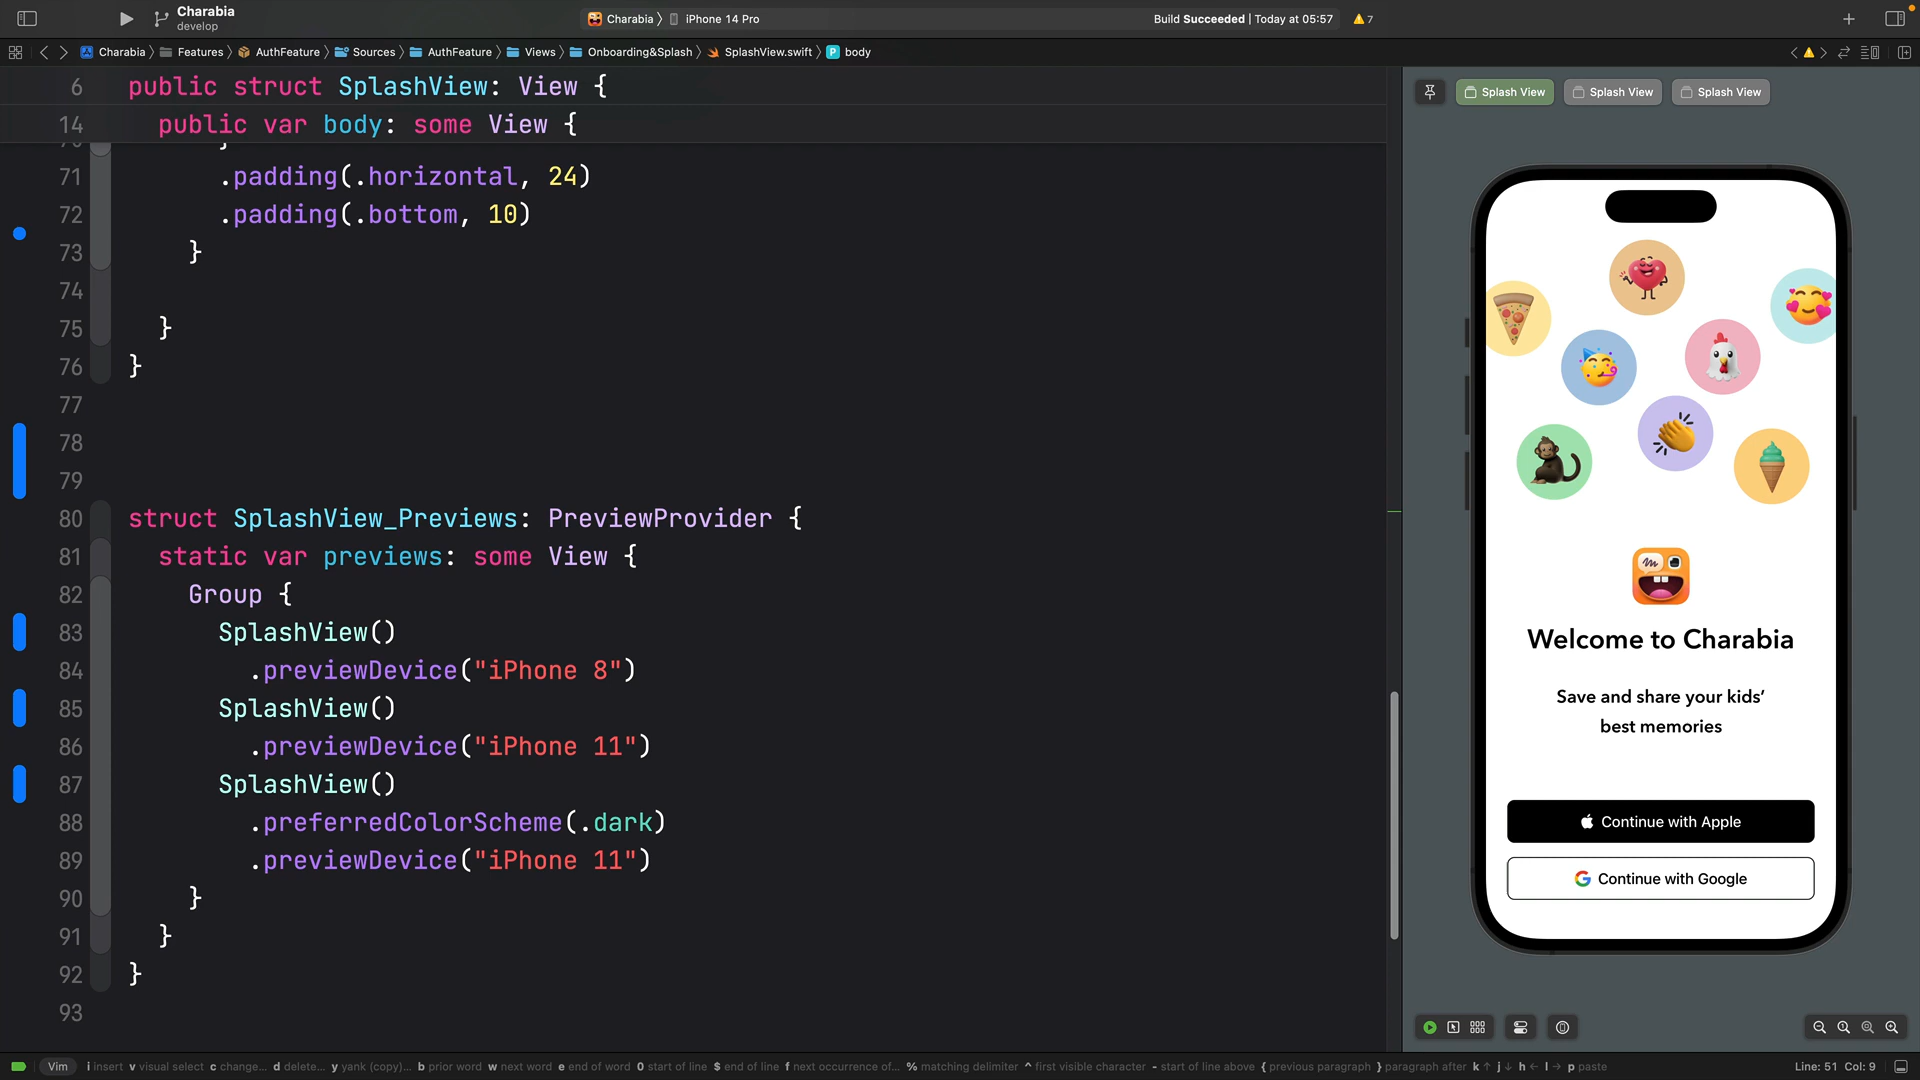 Charabia
develop
Charabia 〉 iPhone 14 Pro
Build Succeeded | Today at 05:57
7
Charabia 〉 Features 〉 AuthFeature 〉 Sources 〉 AuthFeature 〉 Views 〉 Onboarding&Splash 〉 SplashView.swift 〉 P body
6 public struct SplashView: View {
14 public var body: some View {
70 }
71 .padding(.horizontal, 24)
72 .padding(.bottom, 10)
73 }
74
75 }
76 }
77
78
79
80 struct SplashView_Previews: PreviewProvider {
81 static var previews: some View {
82 Group {
83 SplashView()
84 .previewDevice("iPhone 8")
85 SplashView()
86 .previewDevice("iPhone 11")
87 SplashView()
88 .preferredColorScheme(.dark)
89 .previewDevice("iPhone 11")
90 }
91 }
92 }
93
Splash View
Splash View
Splash View
Welcome to Charabia
Save and share your kids’
best memories
Continue with Apple
Continue with Google
Vim i insert v visual select c change... d delete... y yank (copy)... b prior word w next word e end of word 0 start of line $ end of line f next occurrence of... % matching delimiter ^ first visible character - start of line above { previous paragraph } paragraph after k ↑ j ↓ h ← l → p paste
Line: 51 Col: 9